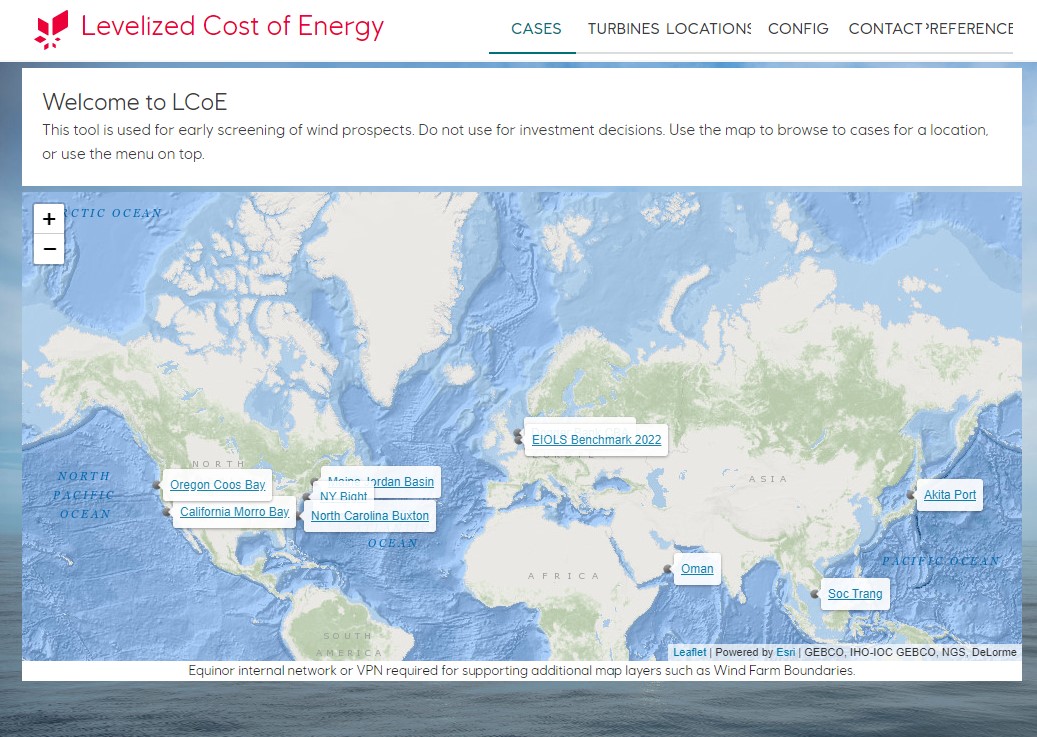 Levelized Cost of Energy
CASES TURBINES LOCATIONS CONFIG CONTACT PREFERENCE
Welcome to LCoE
This tool is used for early screening of wind prospects. Do not use for investment decisions. Use the map to browse to cases for a location,
or use the menu on top.
+
−
ARCTIC OCEAN
EIOLS Benchmark 2022
NORTH
PACIFIC
OCEAN
NORTH
Oregon Coos Bay
Maine Jordan Basin
ASIA
NY Bight
Akita Port
California Morro Bay
North Carolina Buxton
OCEAN
PACIFIC OCEAN
Oman
AFRICA
Soc Trang
SOUTH
AMERICA
Leaflet | Powered by Esri | GEBCO, IHO-IOC GEBCO, NGS, DeLorme
Equinor internal network or VPN required for supporting additional map layers such as Wind Farm Boundaries.